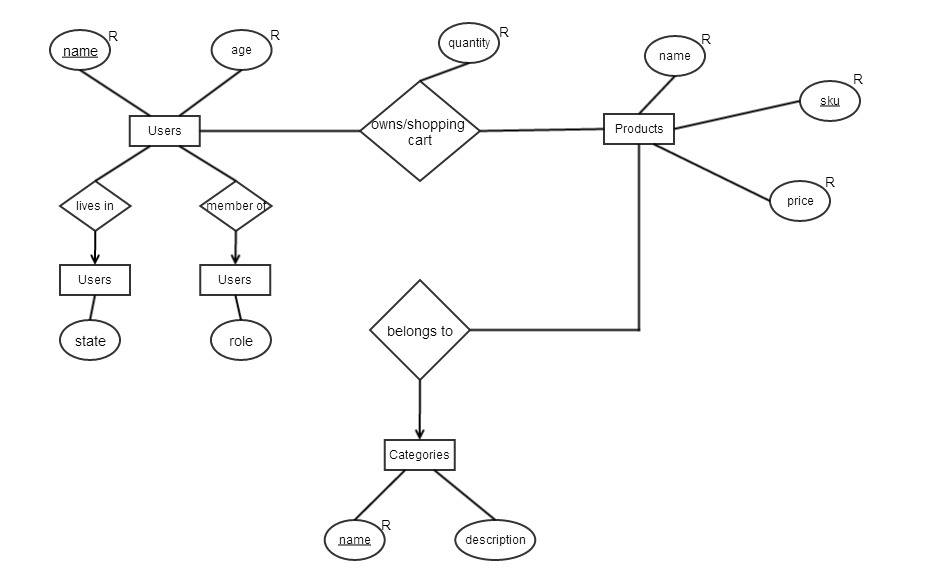 name
R
age
R
quantity
R
name
R
sku
R
Users
owns/shopping
cart
Products
price
R
lives in
member of
Users
Users
state
role
belongs to
Categories
name
R
description